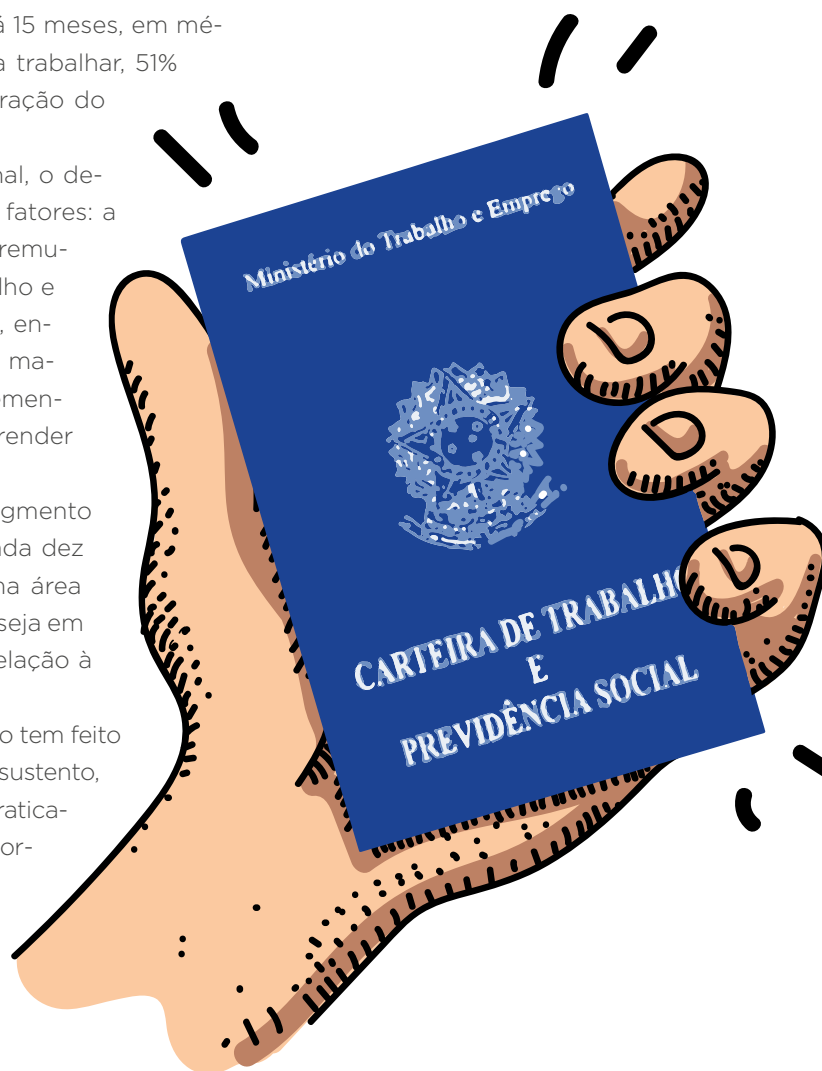 á 15 meses, em mé-
a trabalhar, 51%
ração do
nal, o de-
fatores: a
remu-
lho e
, en-
ma-
emen-
render
gmento
ada dez
na área
seja em
elação à
o tem feito
sustento,
ratica-
or-
Ministério do Trabalho e Emprego
CARTEIRA DE TRABALHO
E
PREVIDÊNCIA SOCIAL